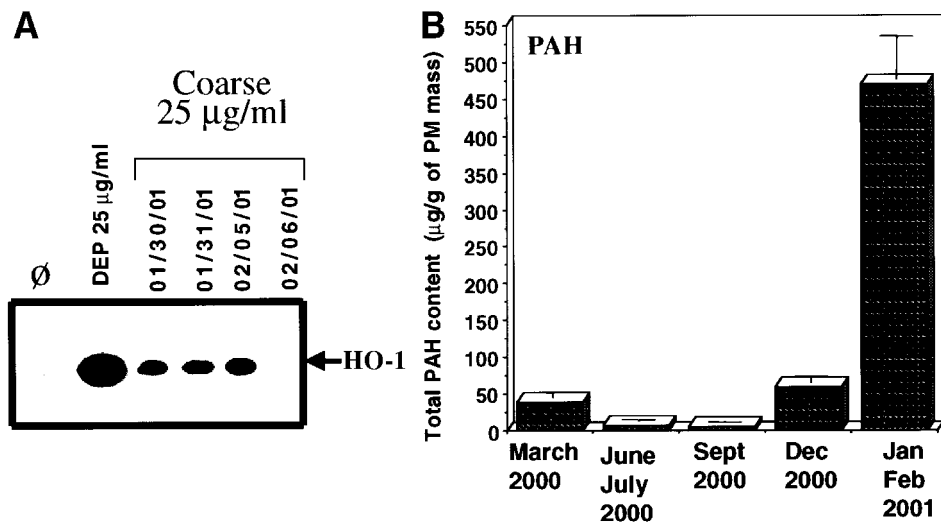 A
Coarse
25 µg/ml
Ø
DEP 25 µg/ml
01/30/01
01/31/01
02/05/01
02/06/01
HO-1
B
PAH
Total PAH content (µg/g of PM mass)
550
500
450
400
350
300
250
200
150
100
50
0
March
2000
June
July
2000
Sept
2000
Dec
2000
Jan
Feb
2001